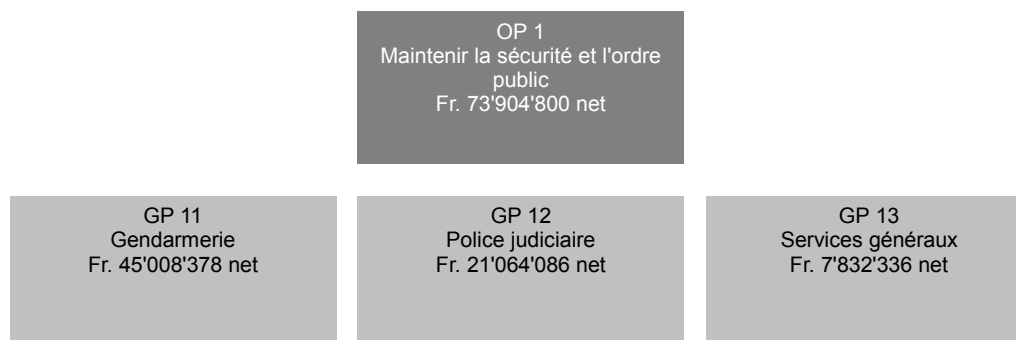 OP 1
Maintenir la sécurité et l'ordre
public
Fr. 73'904'800 net
GP 11
Gendarmerie
Fr. 45'008'378 net
GP 12
Police judiciaire
Fr. 21'064'086 net
GP 13
Services généraux
Fr. 7'832'336 net